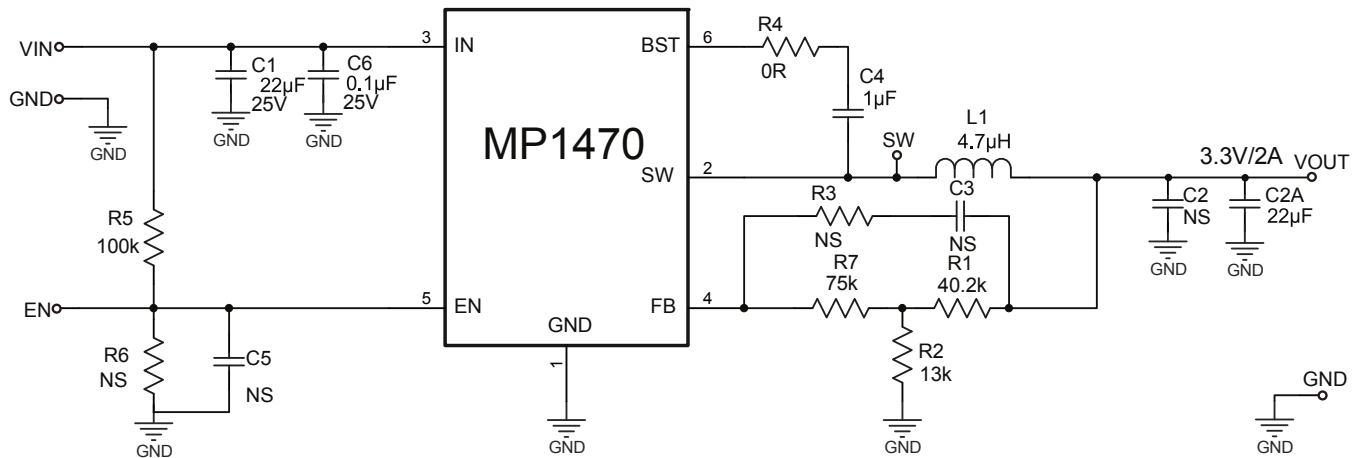 VIN
3
IN
MP1470
BST
6
R4
0R
C1
22µF
25V
C6
0.1µF
25V
C4
1µF
GND
GND
GND
GND
L1
4.7µH
SW
SW
2
3.3V/2A
VOUT
R3
NS
C3
NS
C2
NS
C2A
22µF
R5
100k
GND
GND
R7
75k
R1
40.2k
EN
5
EN
FB
4
GND
1
R6
NS
C5
NS
R2
13k
GND
GND
GND
GND
GND